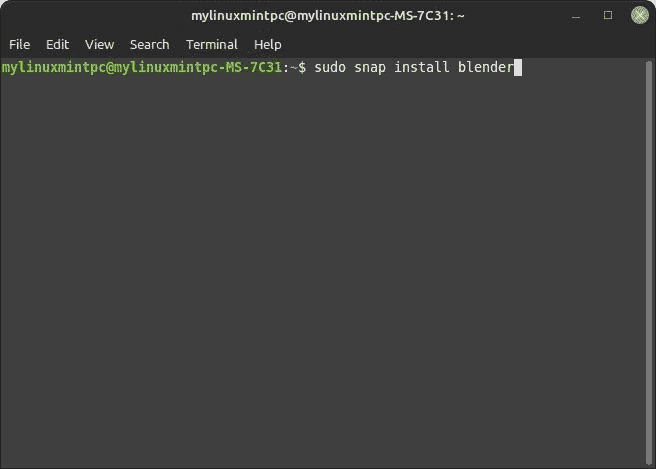 mylinuxmintpc@mylinuxmintpc-MS-7C31: ~
File Edit View Search Terminal Help
mylinuxmintpc@mylinuxmintpc-MS-7C31:~$ sudo snap install blender